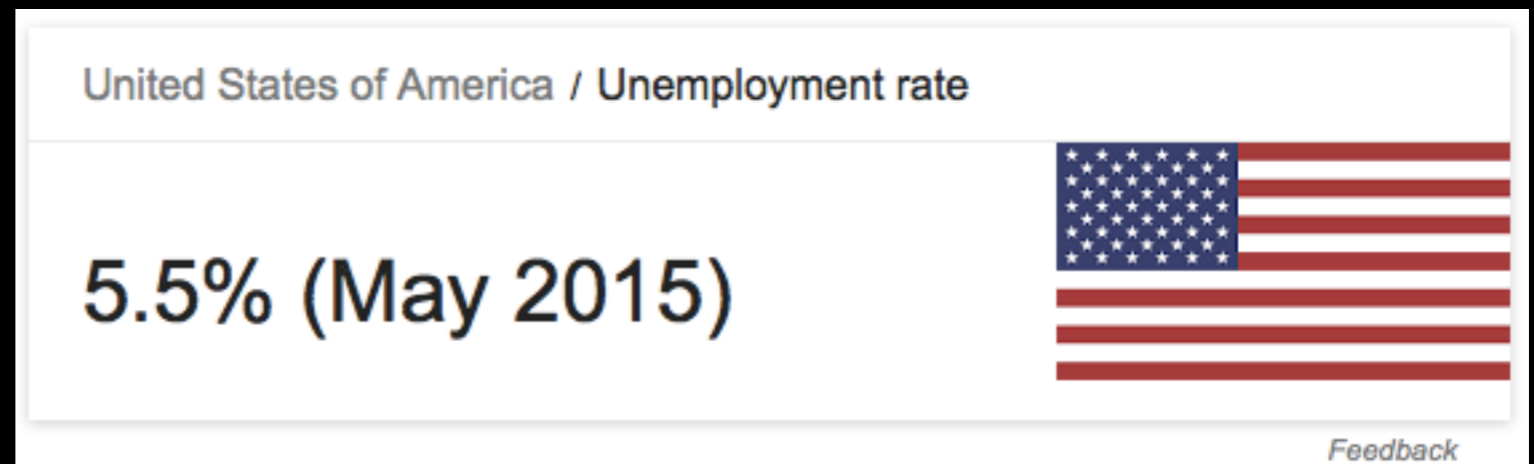 United States of America / Unemployment rate
5.5% (May 2015)
Feedback